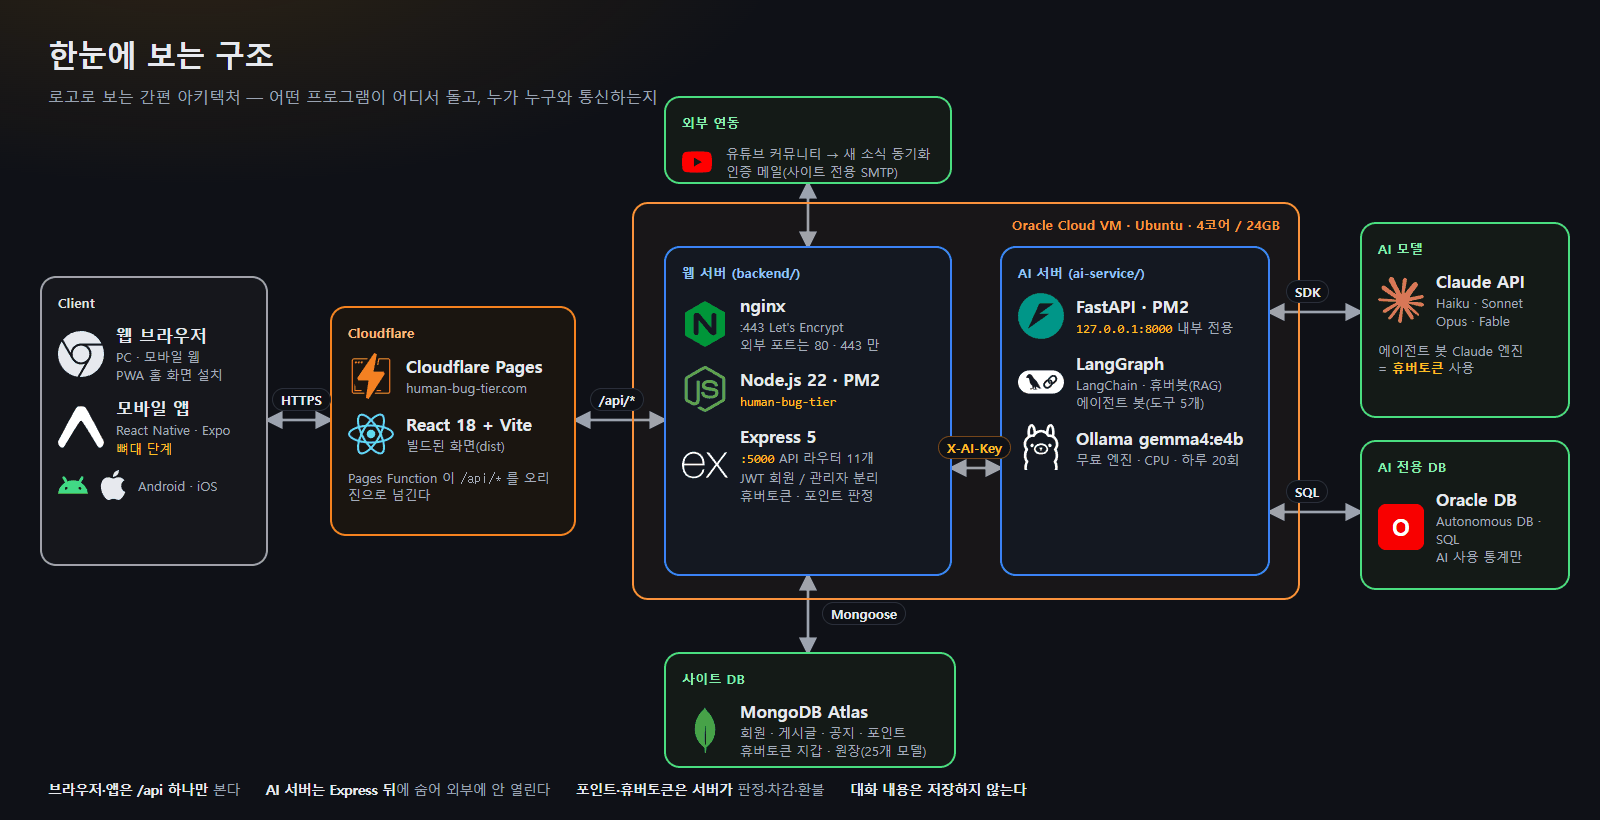 한눈에 보는 구조
로고로 보는 간편 아키텍처 — 어떤 프로그램이 어디서 돌고, 누가 누구와 통신하는지
외부 연동
유튜브 커뮤니티 → 새 소식 동기화
인증 메일(사이트 전용 SMTP)
Oracle Cloud VM · Ubuntu · 4코어 / 24GB
Client
웹 브라우저
PC · 모바일 웹
PWA 홈 화면 설치
모바일 앱
React Native · Expo
뼈대 단계
Android · iOS
HTTPS
Cloudflare
Cloudflare Pages
human-bug-tier.com
React 18 + Vite
빌드된 화면(dist)
Pages Function 이 /api/* 를 오리
진으로 넘긴다
/api/*
웹 서버 (backend/)
nginx
:443 Let's Encrypt
외부 포트는 80 · 443 만
Node.js 22 · PM2
human-bug-tier
Express 5
:5000 API 라우터 11개
JWT 회원 / 관리자 분리
휴버토큰 · 포인트 판정
X-AI-Key
AI 서버 (ai-service/)
FastAPI · PM2
127.0.0.1:8000 내부 전용
LangGraph
LangChain · 휴버봇(RAG)
에이전트 봇(도구 5개)
Ollama gemma4:e4b
무료 엔진 · CPU · 하루 20회
SDK
AI 모델
Claude API
Haiku · Sonnet
Opus · Fable
에이전트 봇 Claude 엔진
= 휴버토큰 사용
SQL
AI 전용 DB
Oracle DB
Autonomous DB ·
SQL
AI 사용 통계만
Mongoose
사이트 DB
MongoDB Atlas
회원 · 게시글 · 공지 · 포인트
휴버토큰 지갑 · 원장(25개 모델)
브라우저·앱은 /api 하나만 본다
AI 서버는 Express 뒤에 숨어 외부에 안 열린다
포인트·휴버토큰은 서버가 판정·차감·환불
대화 내용은 저장하지 않는다